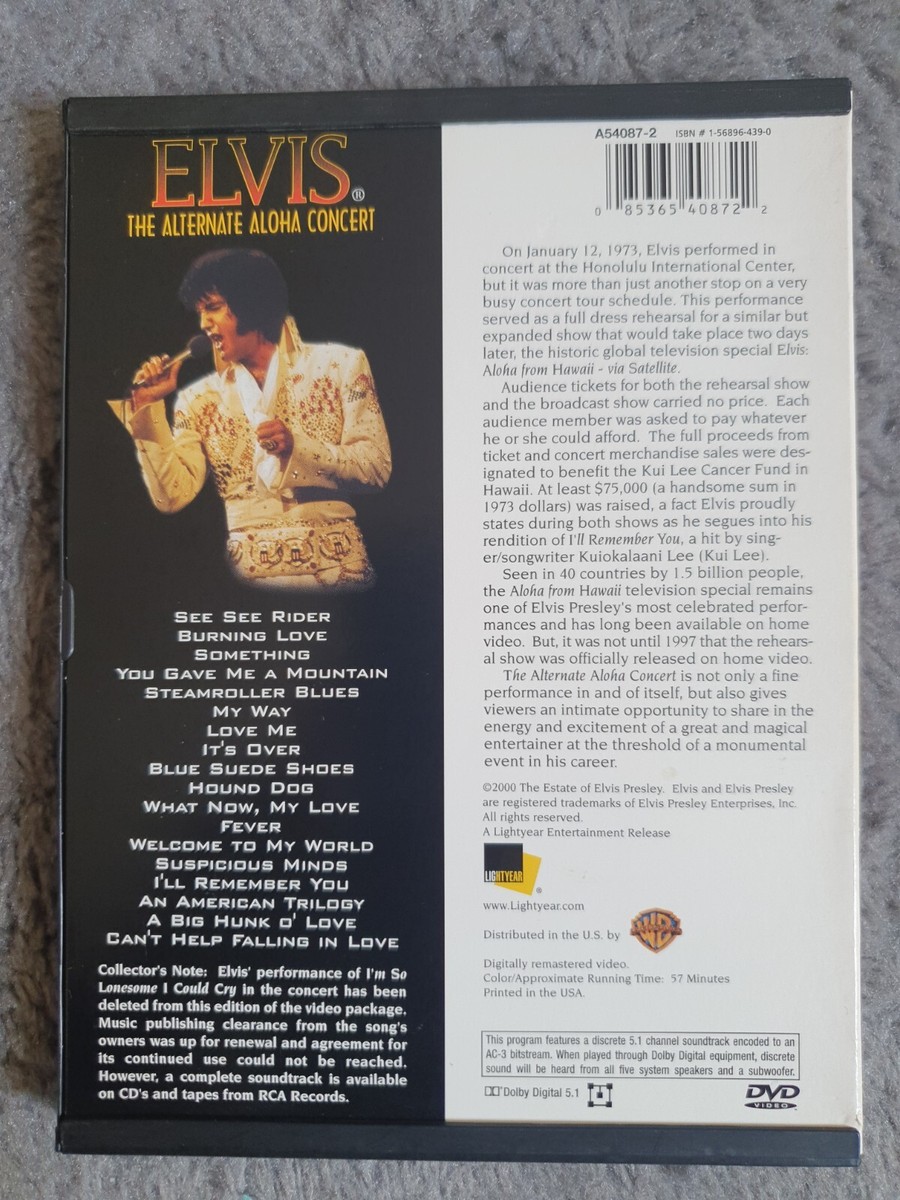 ELVIS®
THE ALTERNATE ALOHA CONCERT
SEE SEE RIDER
BURNING LOVE
SOMETHING
YOU GAVE ME A MOUNTAIN
STEAMROLLER BLUES
MY WAY
LOVE ME
IT'S OVER
BLUE SUEDE SHOES
HOUND DOG
WHAT NOW, MY LOVE
FEVER
WELCOME TO MY WORLD
SUSPICIOUS MINDS
I'LL REMEMBER YOU
AN AMERICAN TRILOGY
A BIG HUNK O' LOVE
CAN'T HELP FALLING IN LOVE
Collector's Note: Elvis' performance of I'm So
Lonesome I Could Cry in the concert has been
deleted from this edition of the video package.
Music publishing clearance from the song's
owners was up for renewal and agreement for
its continued use could not be reached.
However, a complete soundtrack is available
on CD's and tapes from RCA Records.
A54087-2 ISBN # 1-56896-439-0
0 85365 40872 2
On January 12, 1973, Elvis performed in
concert at the Honolulu International Center,
but it was more than just another stop on a very
busy concert tour schedule. This performance
served as a full dress rehearsal for a similar but
expanded show that would take place two days
later, the historic global television special Elvis:
Aloha from Hawaii - via Satellite.
Audience tickets for both the rehearsal show
and the broadcast show carried no price. Each
audience member was asked to pay whatever
he or she could afford. The full proceeds from
ticket and concert merchandise sales were des-
ignated to benefit the Kui Lee Cancer Fund in
Hawaii. At least $75,000 (a handsome sum in
1973 dollars) was raised, a fact Elvis proudly
states during both shows as he segues into his
rendition of I'll Remember You, a hit by sing-
er/songwriter Kuiokalaani Lee (Kui Lee).
Seen in 40 countries by 1.5 billion people,
the Aloha from Hawaii television special remains
one of Elvis Presley's most celebrated perfor-
mances and has long been available on home
video. But, it was not until 1997 that the rehears-
al show was officially released on home video.
The Alternate Aloha Concert is not only a fine
performance in and of itself, but also gives
viewers an intimate opportunity to share in the
energy and excitement of a great and magical
entertainer at the threshold of a monumental
event in his career.
©2000 The Estate of Elvis Presley. Elvis and Elvis Presley
are registered trademarks of Elvis Presley Enterprises, Inc.
All rights reserved.
A Lightyear Entertainment Release
LIGHTYEAR®
www.Lightyear.com
Distributed in the U.S. by WB
Digitally remastered video.
Color/Approximate Running Time: 57 Minutes
Printed in the USA.
This program features a discrete 5.1 channel soundtrack encoded to an
AC-3 bitstream. When played through Dolby Digital equipment, discrete
sound will be heard from all five system speakers and a subwoofer.
Dolby Digital 5.1
DVD
VIDEO